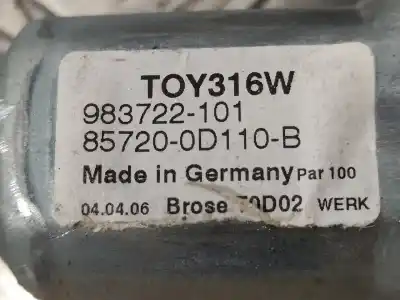 TOY316W
983722-101
85720-0D110-B
Made in Germany Par 100
04.04.06 Brose WERK